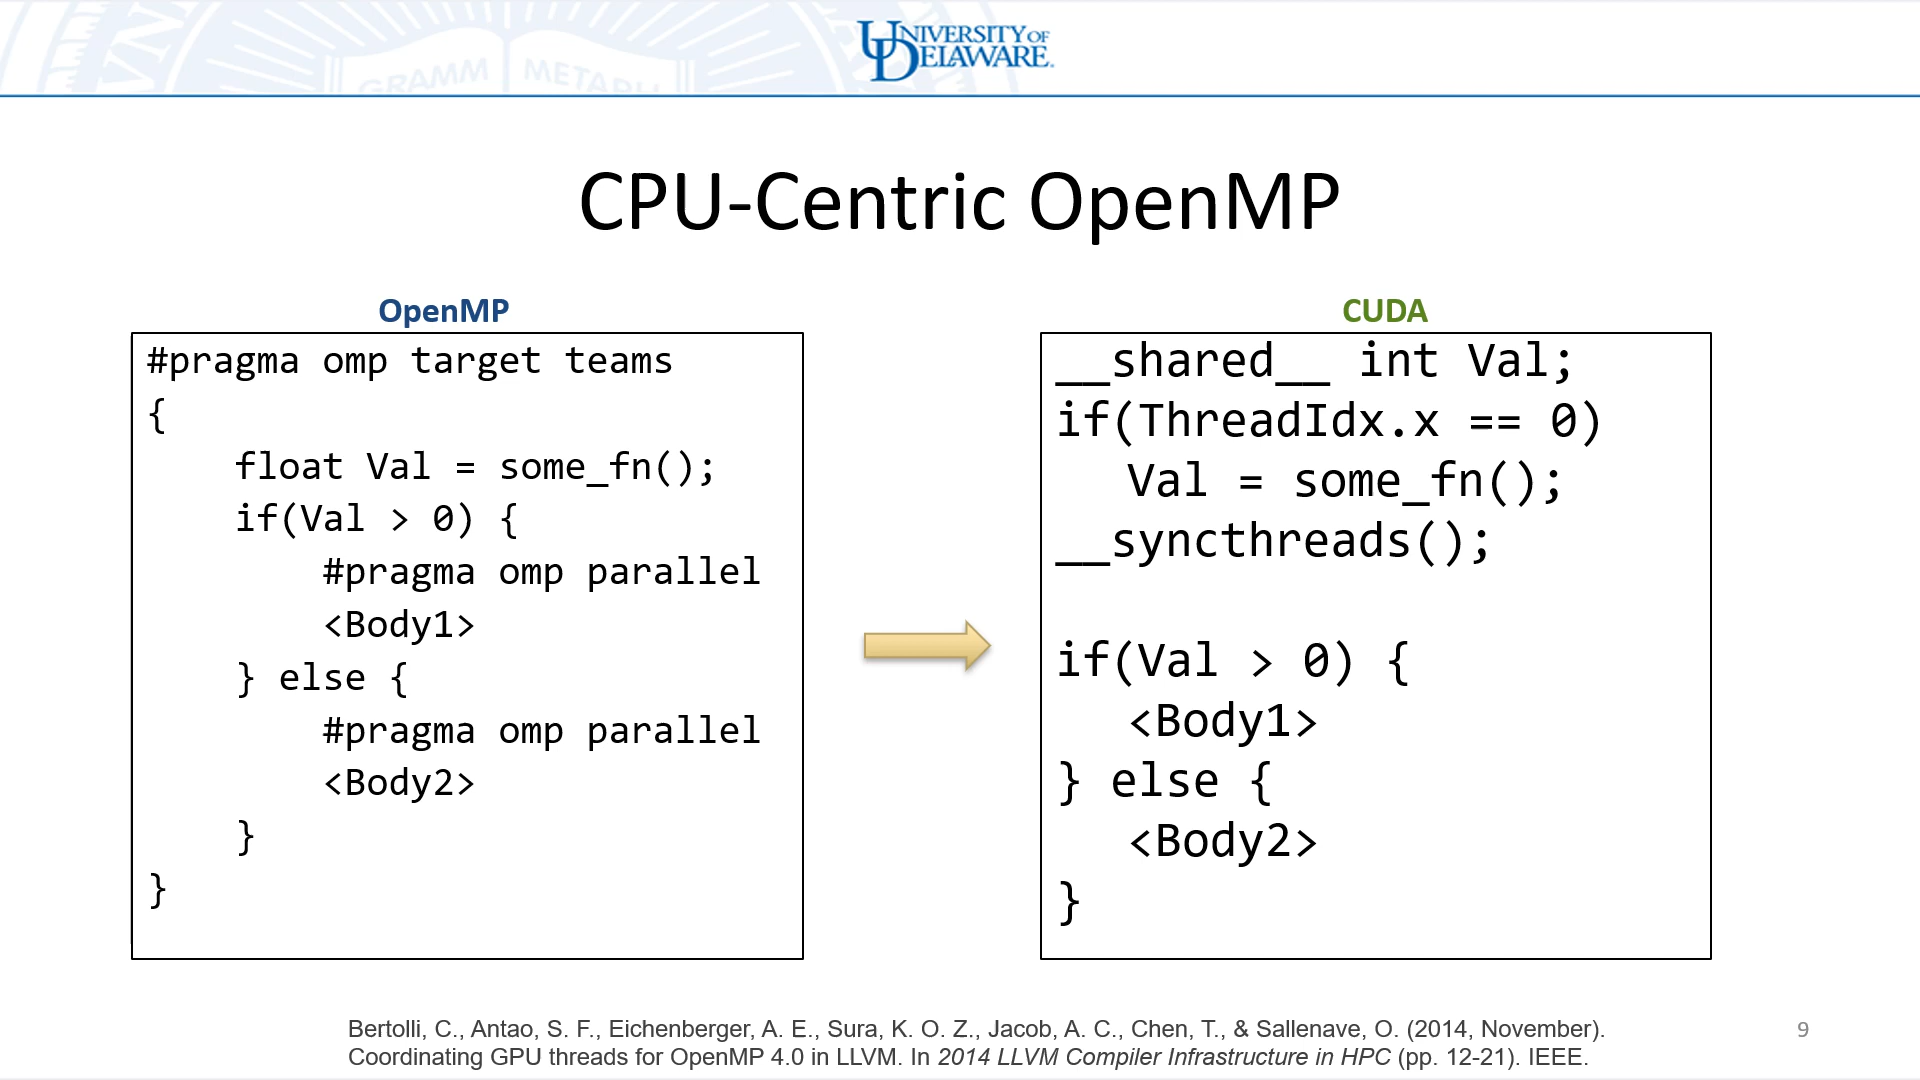 GRAMM METADU
UNIVERSITY OF
DELAWARE.
CPU-Centric OpenMP
OpenMP
#pragma omp target teams
{
float Val = some_fn();
if(Val > 0) {
#pragma omp parallel
<Body1>
} else {
#pragma omp parallel
<Body2>
}
}
CUDA
__shared__ int Val;
if(ThreadIdx.x == 0)
Val = some_fn();
__syncthreads();
if(Val > 0) {
<Body1>
} else {
<Body2>
}
Bertolli, C., Antao, S. F., Eichenberger, A. E., Sura, K. O. Z., Jacob, A. C., Chen, T., & Sallenave, O. (2014, November).
Coordinating GPU threads for OpenMP 4.0 in LLVM. In 2014 LLVM Compiler Infrastructure in HPC (pp. 12-21). IEEE.
9